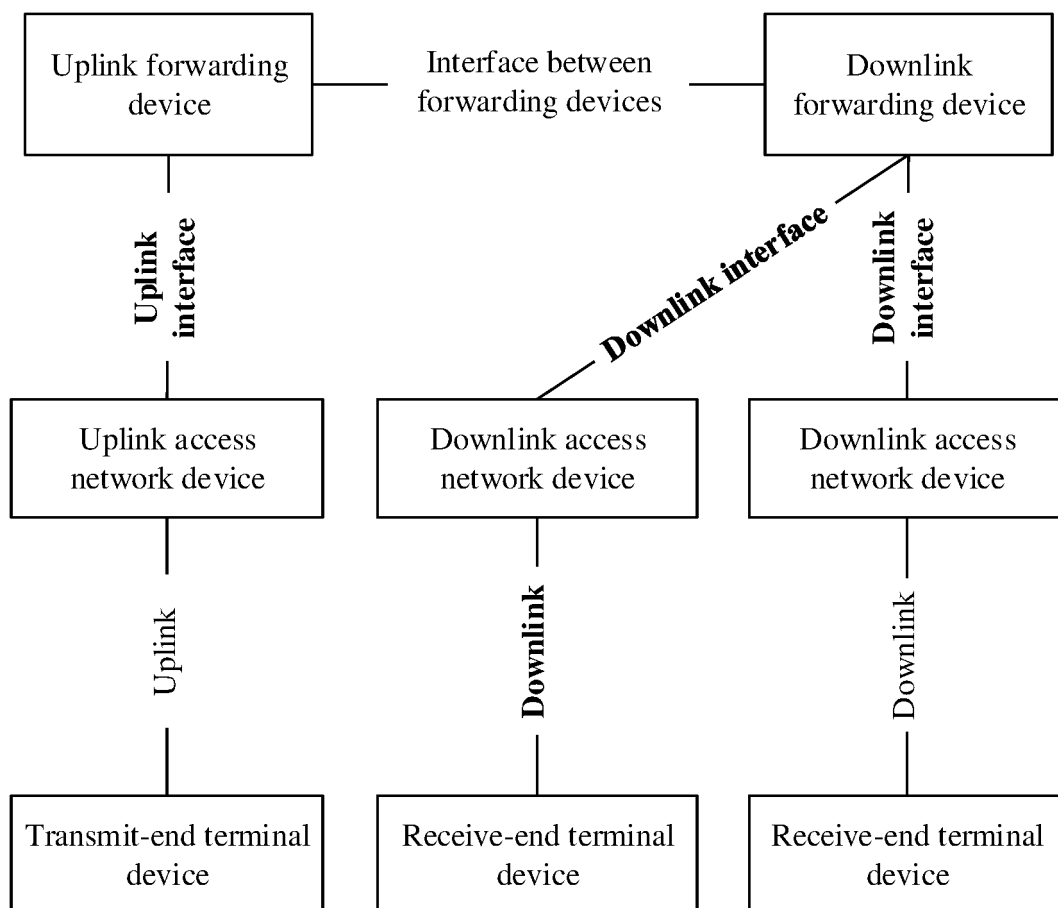 Uplink forwarding
device
Interface between
forwarding devices
Downlink
forwarding device
Uplink
interface
Downlink interface
Downlink
interface
Uplink access
network device
Downlink access
network device
Downlink access
network device
Uplink
Downlink
Downlink
Transmit-end terminal
device
Receive-end terminal
device
Receive-end terminal
device